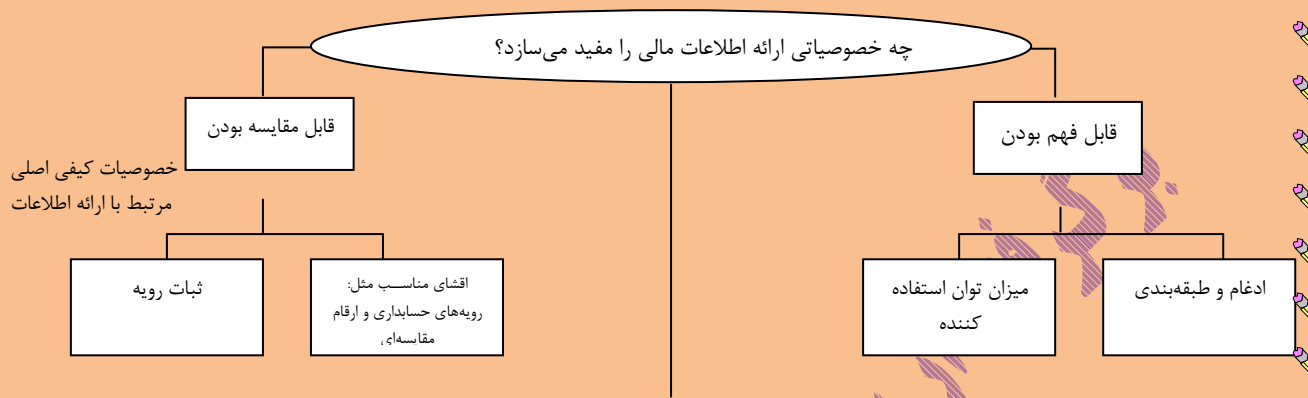 چه خصوصیاتی ارائه اطلاعات مالی را مفید می‌سازد؟
قابل فهم بودن
قابل مقایسه بودن
خصوصیات کیفی اصلی
مرتبط با ارائه اطلاعات
ادغام و طبقه‌بندی
میزان توان استفاده
کننده
افشای مناسب مثل:
رویه‌های حسابداری و ارقام
مقایسه‌ای
ثبات رویه